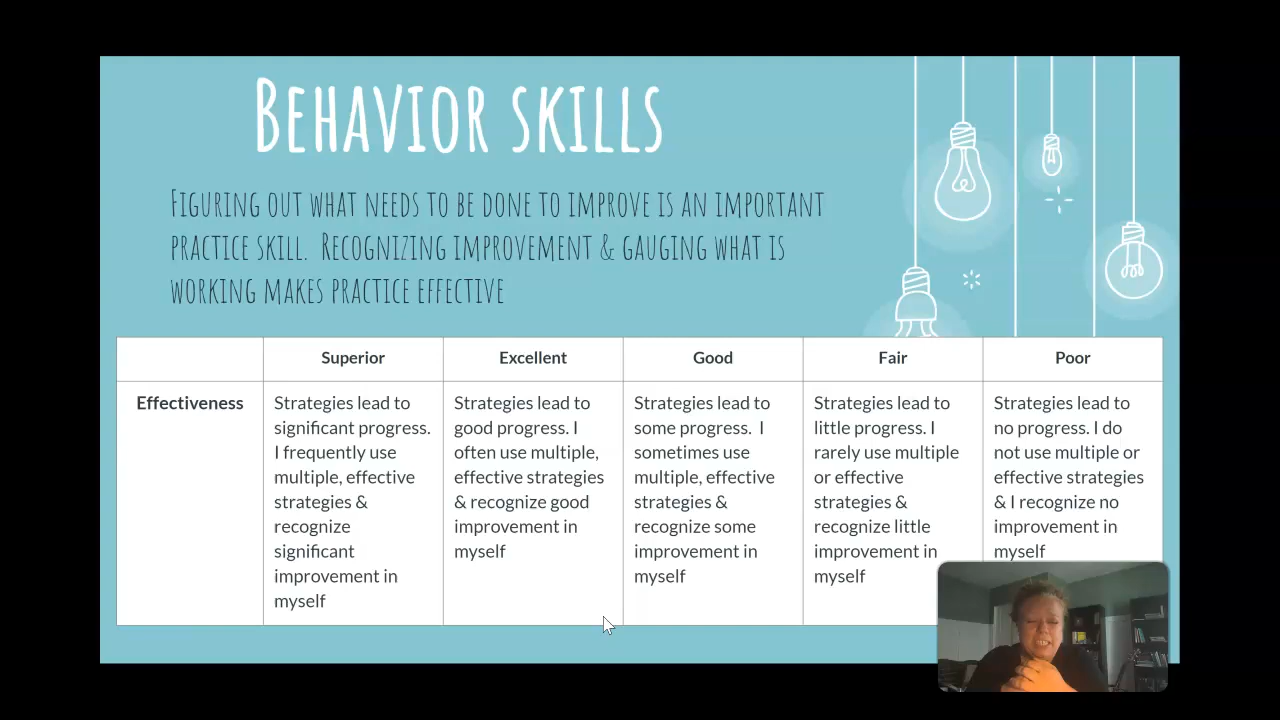 BEHAVIOR SKILLS
FIGURING OUT WHAT NEEDS TO BE DONE TO IMPROVE IS AN IMPORTANT
PRACTICE SKILL. RECOGNIZING IMPROVEMENT & GAUGING WHAT IS
WORKING MAKES PRACTICE EFFECTIVE
Superior
Excellent
Good
Fair
Poor
Effectiveness
Strategies lead to
significant progress.
I frequently use
multiple, effective
strategies &
recognize
significant
improvement in
myself
Strategies lead to
good progress. I
often use multiple,
effective strategies
& recognize good
improvement in
myself
Strategies lead to
some progress. I
sometimes use
multiple, effective
strategies &
recognize some
improvement in
myself
Strategies lead to
little progress. I
rarely use multiple
or effective
strategies &
recognize little
improvement in
myself
Strategies lead to
no progress. I do
not use multiple or
effective strategies
& I recognize no
improvement in
myself